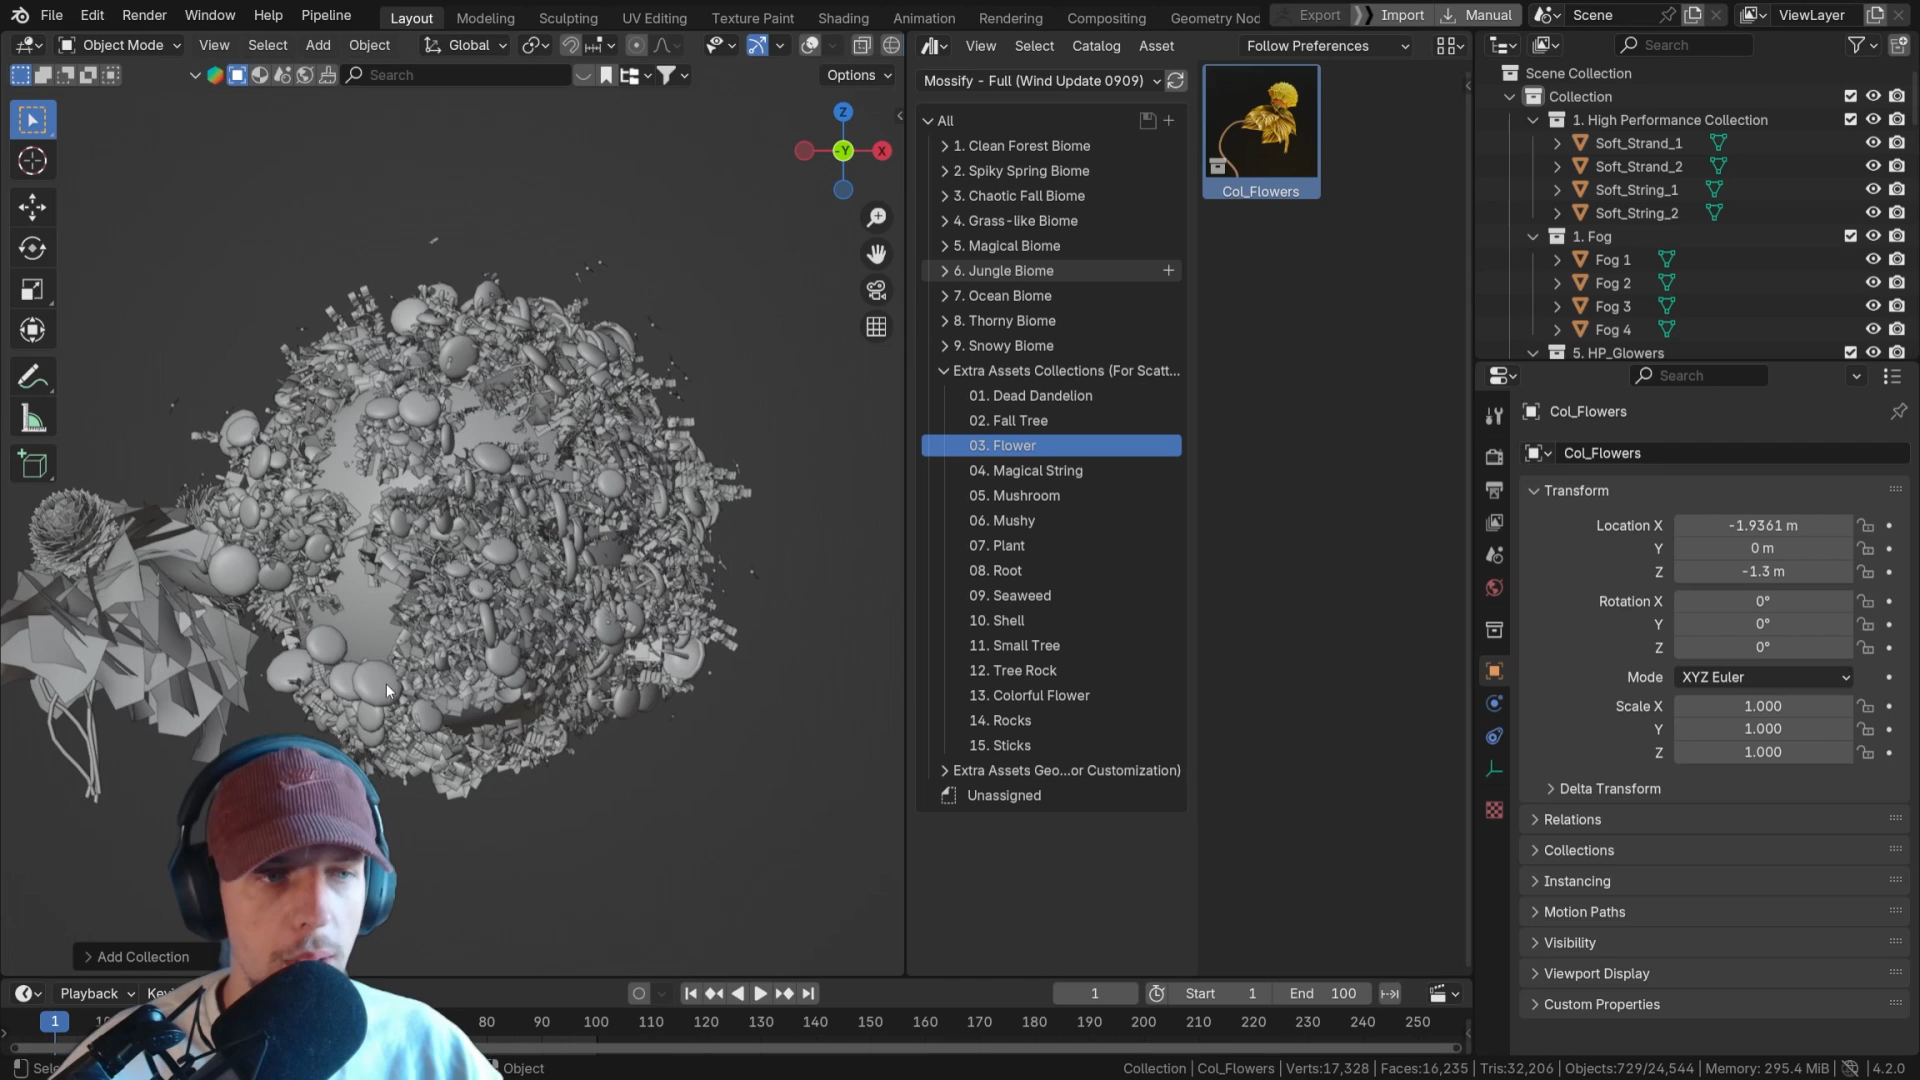 File Edit Render Window Help Pipeline
Layout Modeling Sculpting UV Editing Texture Paint Shading Animation Rendering Compositing Geometry Nod
Export Import Manual Scene ViewLayer
Object Mode View Select Add Object Global
Search Options
Z
-Y
X
Add Collection
View Select Catalog Asset Follow Preferences
Mossify - Full (Wind Update 0909)
All
1. Clean Forest Biome
2. Spiky Spring Biome
3. Chaotic Fall Biome
4. Grass-like Biome
5. Magical Biome
6. Jungle Biome
7. Ocean Biome
8. Thorny Biome
9. Snowy Biome
Extra Assets Collections (For Scatt...
01. Dead Dandelion
02. Fall Tree
03. Flower
04. Magical String
05. Mushroom
06. Mushy
07. Plant
08. Root
09. Seaweed
10. Shell
11. Small Tree
12. Tree Rock
13. Colorful Flower
14. Rocks
15. Sticks
Extra Assets Geo...or Customization)
Unassigned
Col_Flowers
Search
Scene Collection
Collection
1. High Performance Collection
Soft_Strand_1
Soft_Strand_2
Soft_String_1
Soft_String_2
1. Fog
Fog 1
Fog 2
Fog 3
Fog 4
5. HP_Glowers
Search
Col_Flowers
Col_Flowers
Transform
Location X -1.9361 m
Y 0 m
Z -1.3 m
Rotation X 0°
Y 0°
Z 0°
Mode XYZ Euler
Scale X 1.000
Y 1.000
Z 1.000
Delta Transform
Relations
Collections
Instancing
Motion Paths
Visibility
Viewport Display
Custom Properties
Playback 1 Start 1 End 100
1 80 90 100 110 120 130 140 150 160 170 180 190 200 210 220 230 240 250
Object Collection | Col_Flowers | Verts:17,328 | Faces:16,235 | Tris:32,206 | Objects:729/24,544 | Memory: 295.4 MiB | 4.2.0